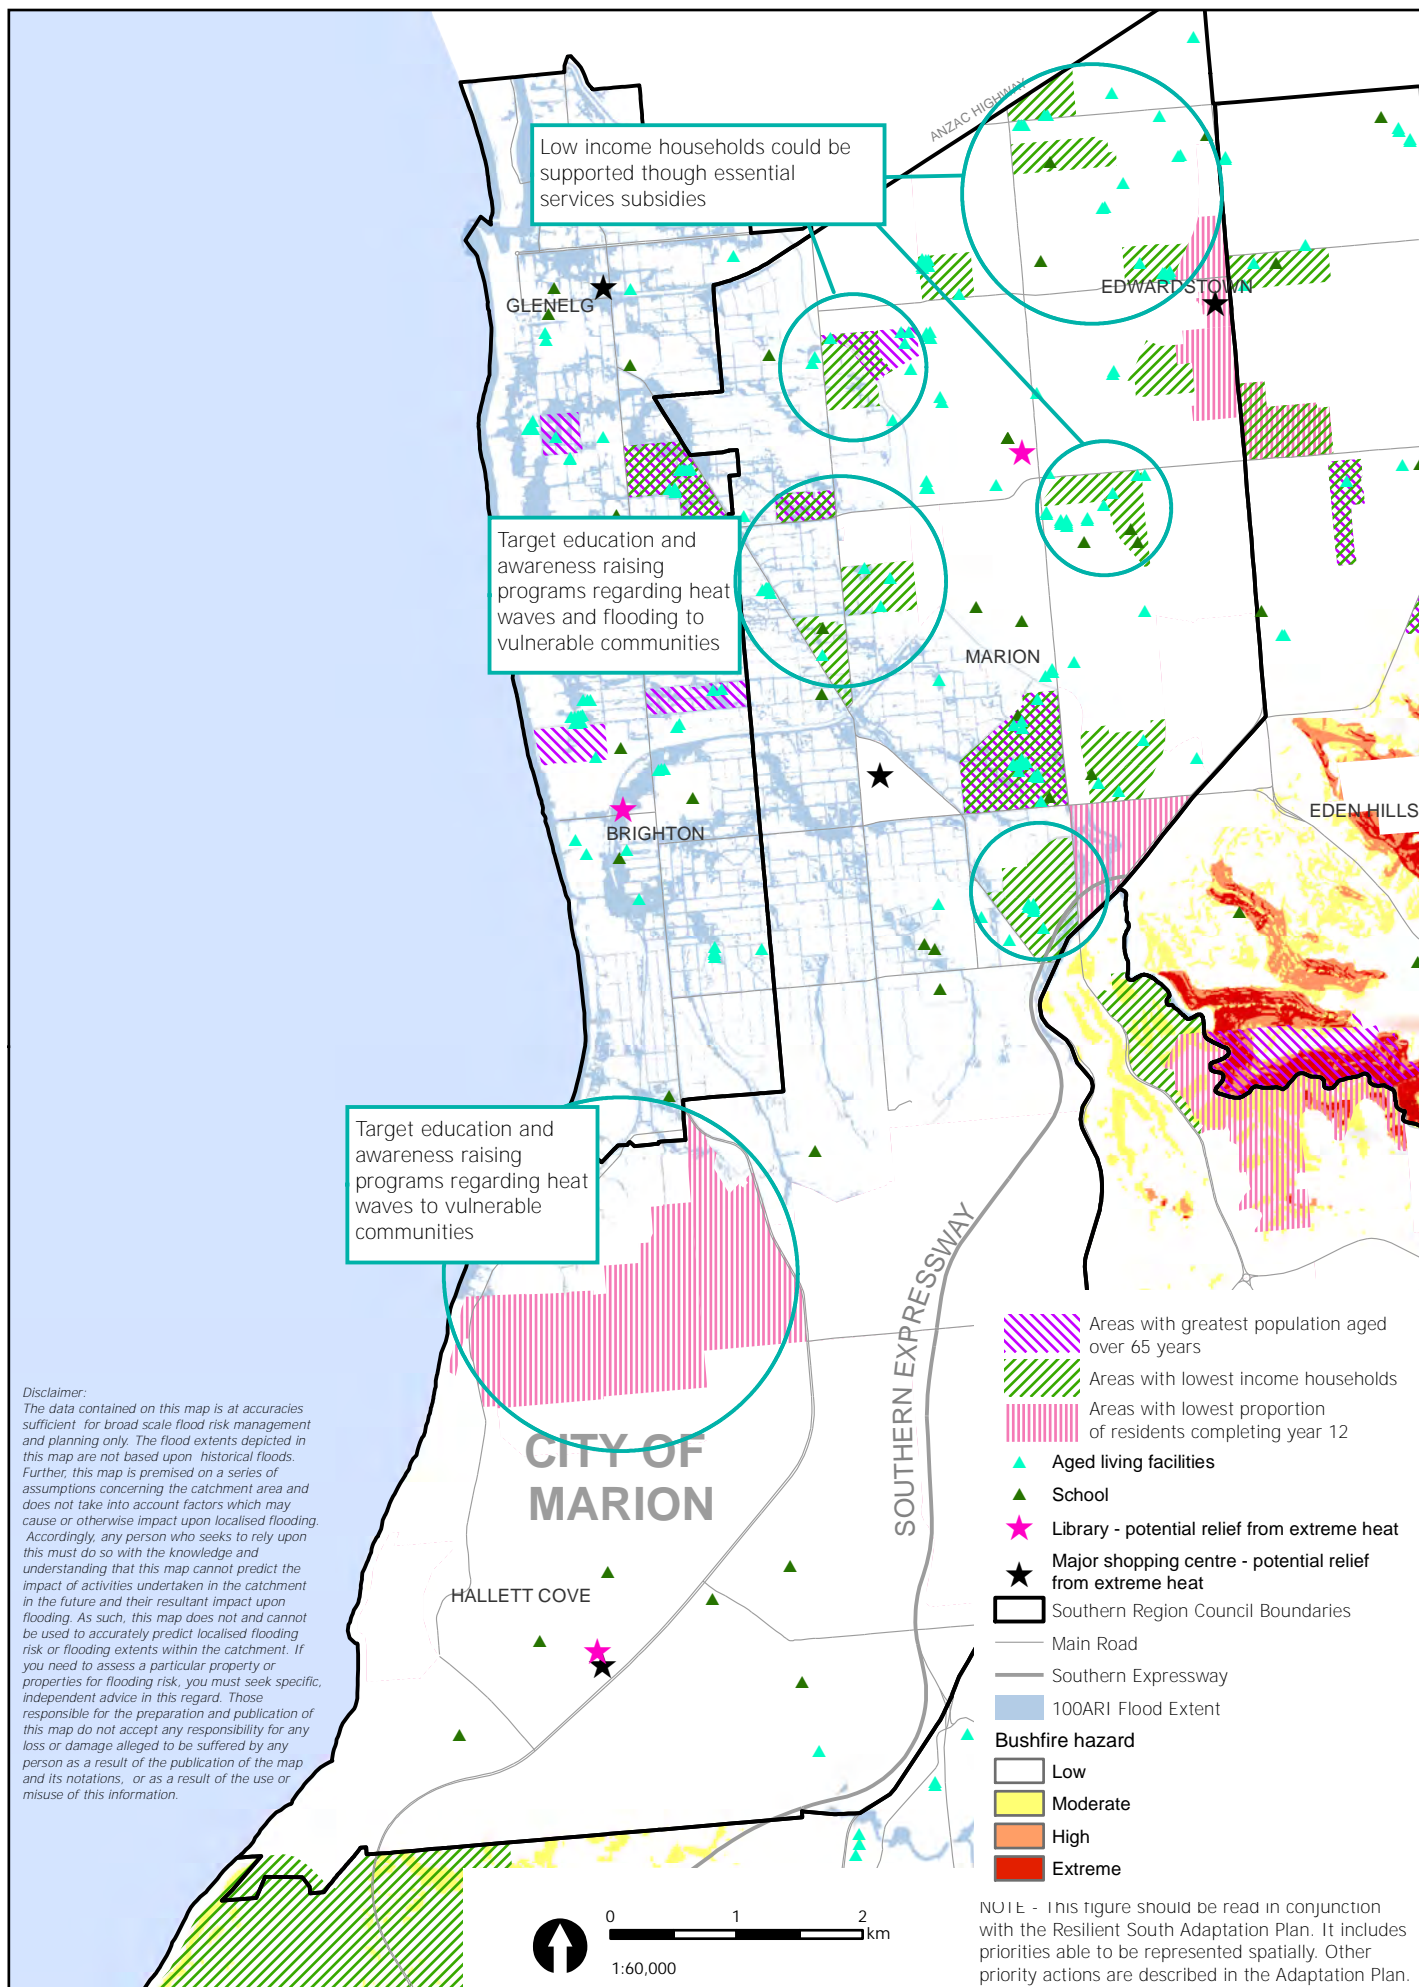 ANZAC HIGHWAY
Low income households could be
supported though essential
services subsidies
GLENELG
EDWARDSTOWN
Target education and
awareness raising
programs regarding heat
waves and flooding to
vulnerable communities
MARION
EDEN HILLS
BRIGHTON
Target education and
awareness raising
programs regarding heat
waves to vulnerable
communities
SOUTHERN EXPRESSWAY
CITY OF
MARION
HALLETT COVE
Disclaimer:
The data contained on this map is at accuracies
sufficient for broad scale flood risk management
and planning only. The flood extents depicted in
this map are not based upon historical floods.
Further, this map is premised on a series of
assumptions concerning the catchment area and
does not take into account factors which may
cause or otherwise impact upon localised flooding.
Accordingly, any person who seeks to rely upon
this must do so with the knowledge and
understanding that this map cannot predict the
impact of activities undertaken in the catchment
in the future and their resultant impact upon
flooding. As such, this map does not and cannot
be used to accurately predict localised flooding
risk or flooding extents within the catchment. If
you need to assess a particular property or
properties for flooding risk, you must seek specific,
independent advice in this regard. Those
responsible for the preparation and publication of
this map do not accept any responsibility for any
loss or damage alleged to be suffered by any
person as a result of the publication of the map
and its notations, or as a result of the use or
misuse of this information.
Areas with greatest population aged
over 65 years
Areas with lowest income households
Areas with lowest proportion
of residents completing year 12
Aged living facilities
School
Library - potential relief from extreme heat
Major shopping centre - potential relief
from extreme heat
Southern Region Council Boundaries
Main Road
Southern Expressway
100ARI Flood Extent
Bushfire hazard
Low
Moderate
High
Extreme
NOTE - This figure should be read in conjunction
with the Resilient South Adaptation Plan. It includes
priorities able to be represented spatially. Other
priority actions are described in the Adaptation Plan.
0 1 2
km
1:60,000